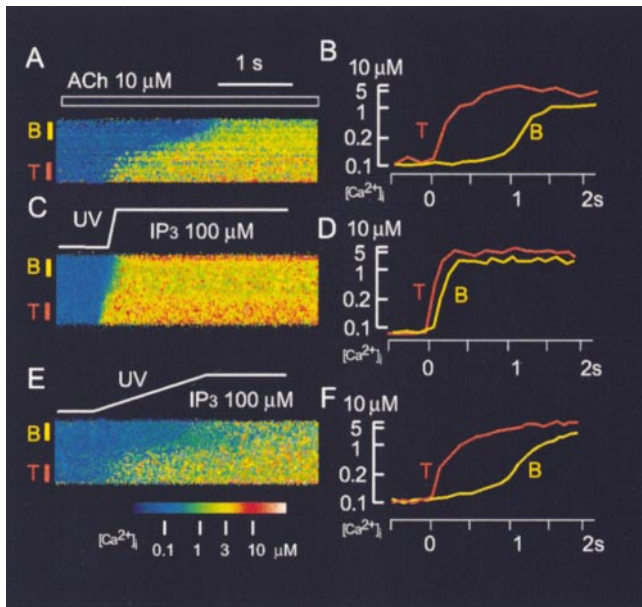 A
ACh 10 µM
1 s
B
T
B
10 µM
5
1
0.2
0.1
T
B
[Ca²⁺]ᵢ
0
1
2s
C
UV
IP₃ 100 µM
B
T
D
10 µM
5
1
0.2
0.1
T
B
[Ca²⁺]ᵢ
0
1
2s
E
UV
IP₃ 100 µM
B
T
[Ca²⁺]ᵢ
0.1
1
3
10
µM
F
10 µM
5
1
0.2
0.1
T
B
[Ca²⁺]ᵢ
0
1
2s